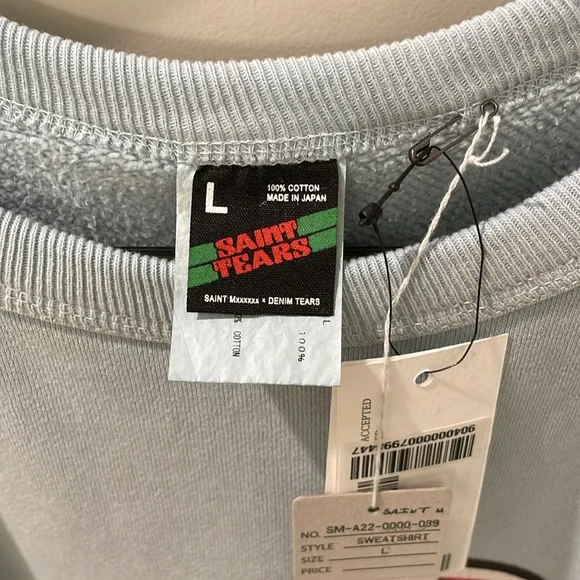 L
100% COTTON
MADE IN JAPAN
SAINT
TEARS
SAINT Mxxxxxx × DENIM TEARS
L
100%
COTTON
ACCEPTED
SAINT M
NO. SM-A22-0000-039
STYLE SWEATSHIRT
SIZE L
PRICE